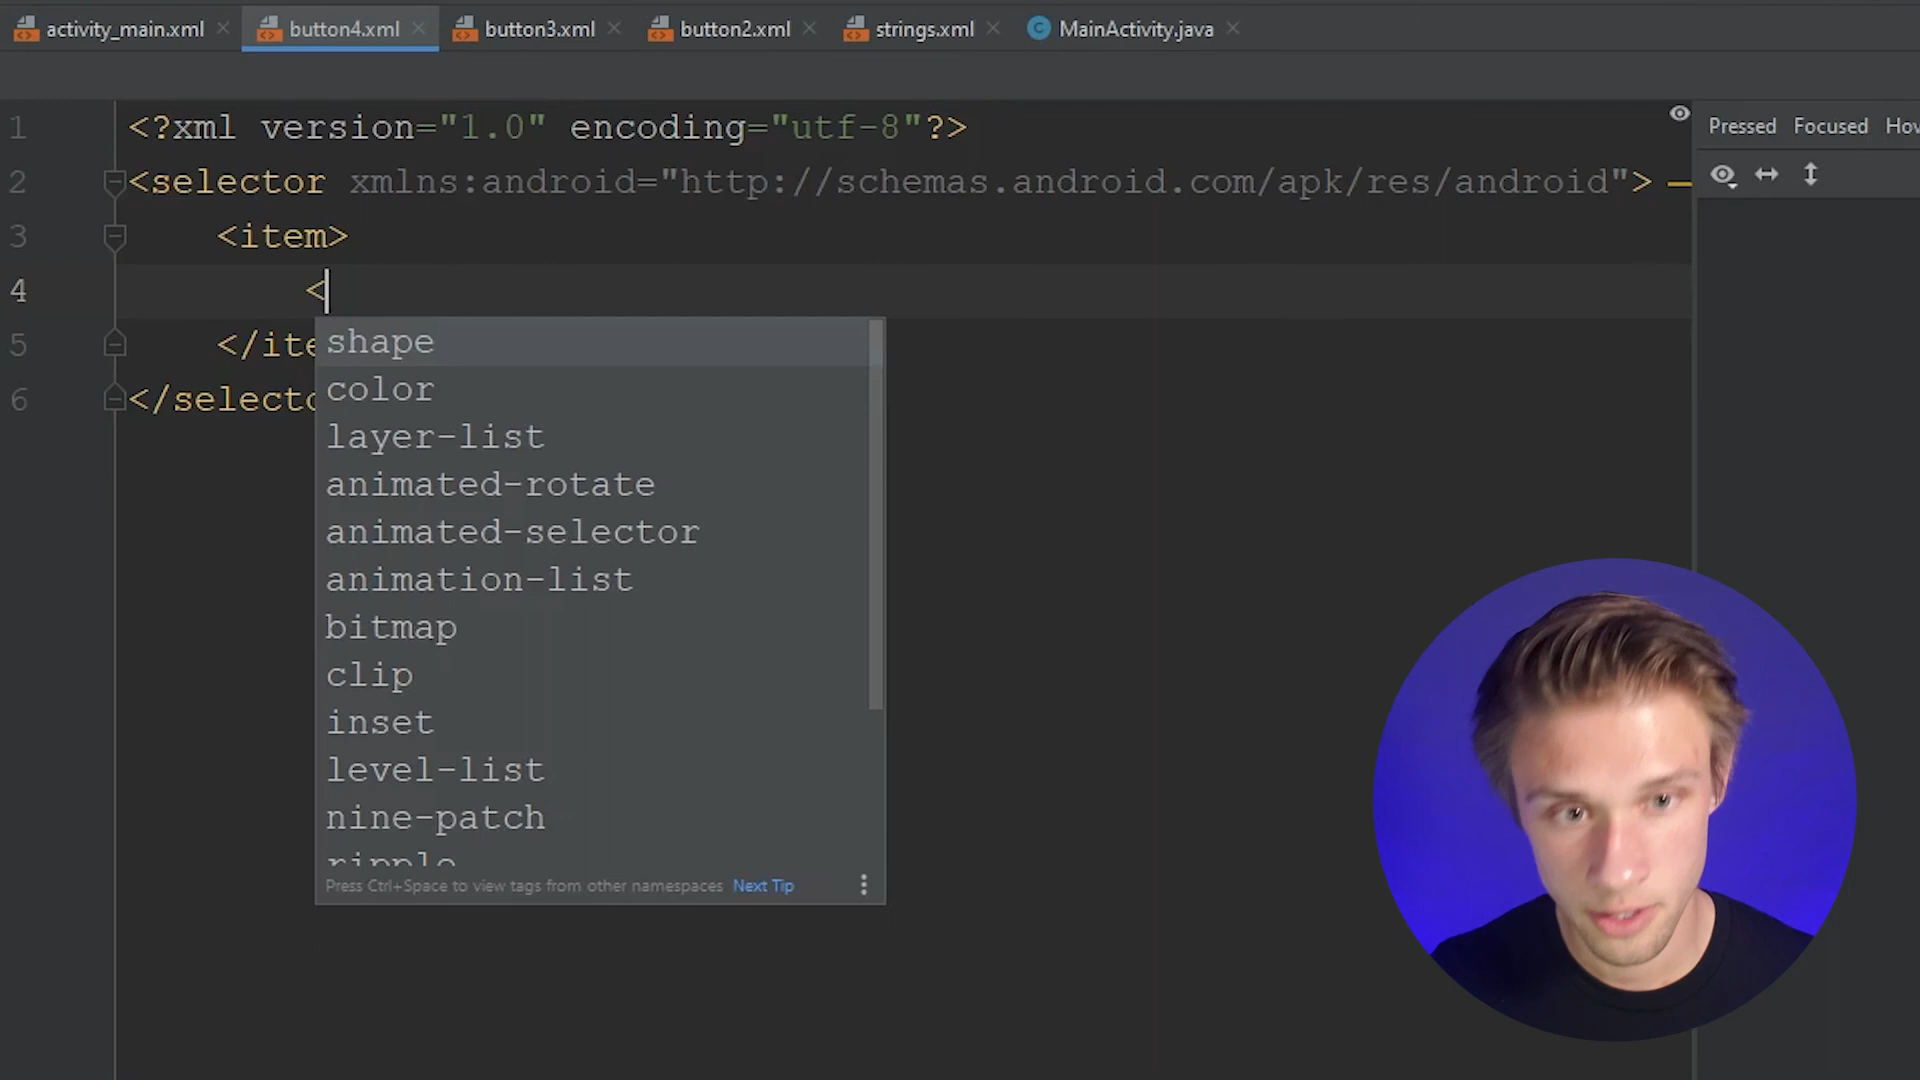 activity_main.xml button4.xml button3.xml button2.xml strings.xml MainActivity.java
Pressed Focused Hov
1 <?xml version="1.0" encoding="utf-8"?>
2 <selector xmlns:android="http://schemas.android.com/apk/res/android">
3 <item>
4 <
5 </ite
6 </selecto
shape
color
layer-list
animated-rotate
animated-selector
animation-list
bitmap
clip
inset
level-list
nine-patch
ripple
Press Ctrl+Space to view tags from other namespaces Next Tip